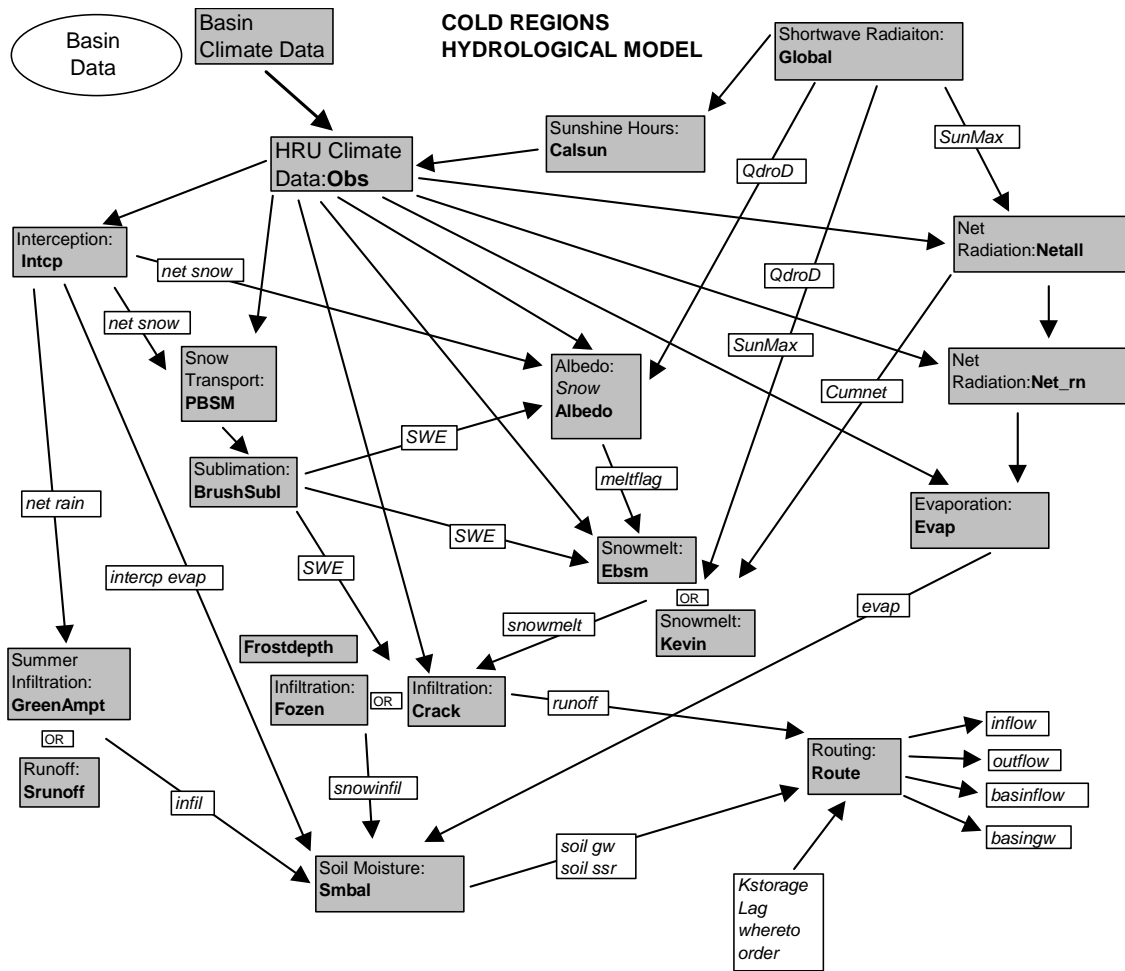 Basin
Data
Basin
Climate Data
COLD REGIONS
HYDROLOGICAL MODEL
Shortwave Radiaiton:
Global
Sunshine Hours:
Calsun
SunMax
HRU Climate
Data:Obs
QdroD
Interception:
Intcp
Net
Radiation:Netall
net snow
QdroD
net snow
SunMax
Snow
Transport:
PBSM
Albedo:
Snow
Albedo
Net
Radiation:Net_rn
Cumnet
SWE
Sublimation:
BrushSubl
meltflag
net rain
Evaporation:
Evap
SWE
Snowmelt:
Ebsm
SWE
intercp evap
OR
evap
snowmelt
Snowmelt:
Kevin
Frostdepth
Summer
Infiltration:
GreenAmpt
Infiltration:
Fozen
OR
Infiltration:
Crack
runoff
OR
Runoff:
Srunoff
Routing:
Route
inflow
outflow
basinflow
basingw
snowinfil
infil
soil gw
soil ssr
Soil Moisture:
Smbal
Kstorage
Lag
whereto
order